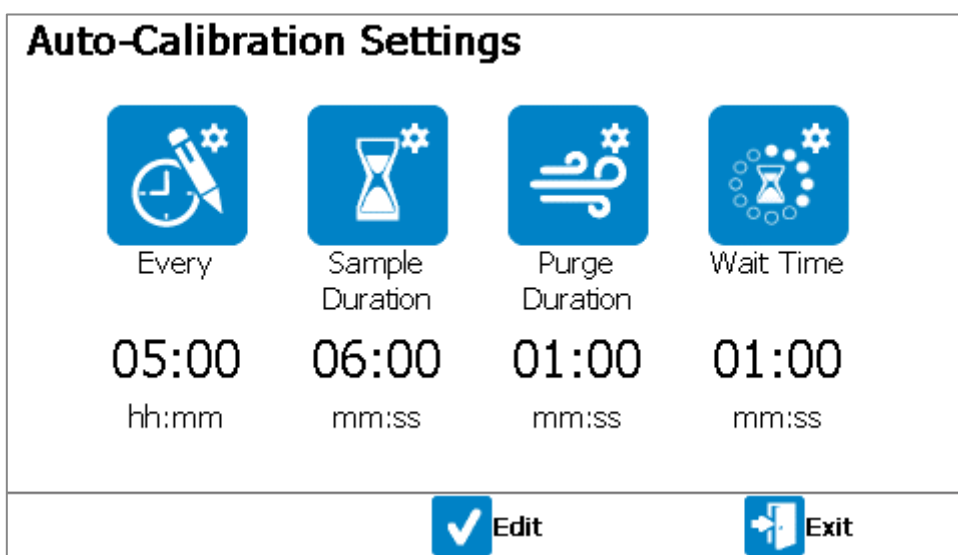 Auto-Calibration Settings
Every
Sample
Duration
Purge
Duration
Wait Time
05:00 06:00 01:00 01:00
hh:mm mm:ss mm:ss mm:ss
Edit Exit